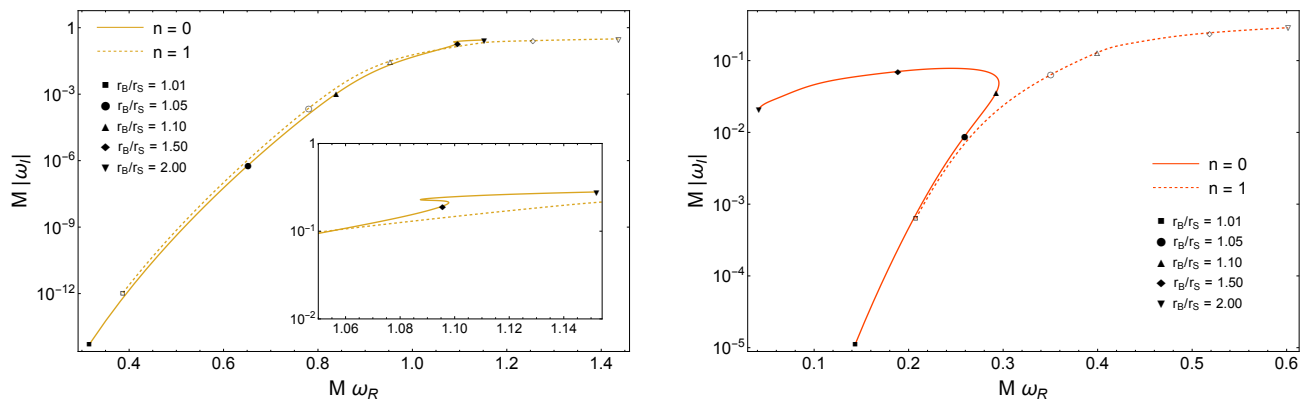 n = 0
n = 1
r_B/r_S = 1.01
r_B/r_S = 1.05
r_B/r_S = 1.10
r_B/r_S = 1.50
r_B/r_S = 2.00
1
10^-3
10^-6
10^-9
10^-12
M |ω_I|
1
10^-1
10^-2
1.06 1.08 1.10 1.12 1.14
0.4 0.6 0.8 1.0 1.2 1.4
M ω_R
10^-1
10^-2
10^-3
10^-4
10^-5
M |ω_I|
n = 0
n = 1
r_B/r_S = 1.01
r_B/r_S = 1.05
r_B/r_S = 1.10
r_B/r_S = 1.50
r_B/r_S = 2.00
0.1 0.2 0.3 0.4 0.5 0.6
M ω_R